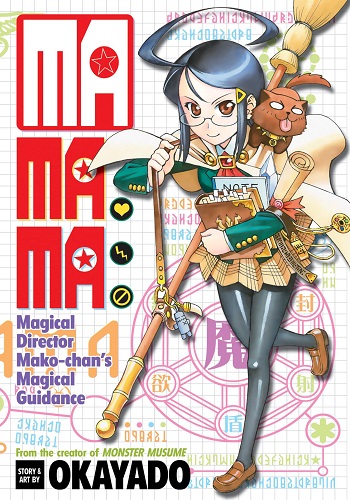 MA
MA
MA:
Magical
Director
Mako-chan's
Magical
Guidance
NOTE
魔
封
欲
射
盾
From the creator of MONSTER MUSUME
STORY &
ART BY
OKAYADO